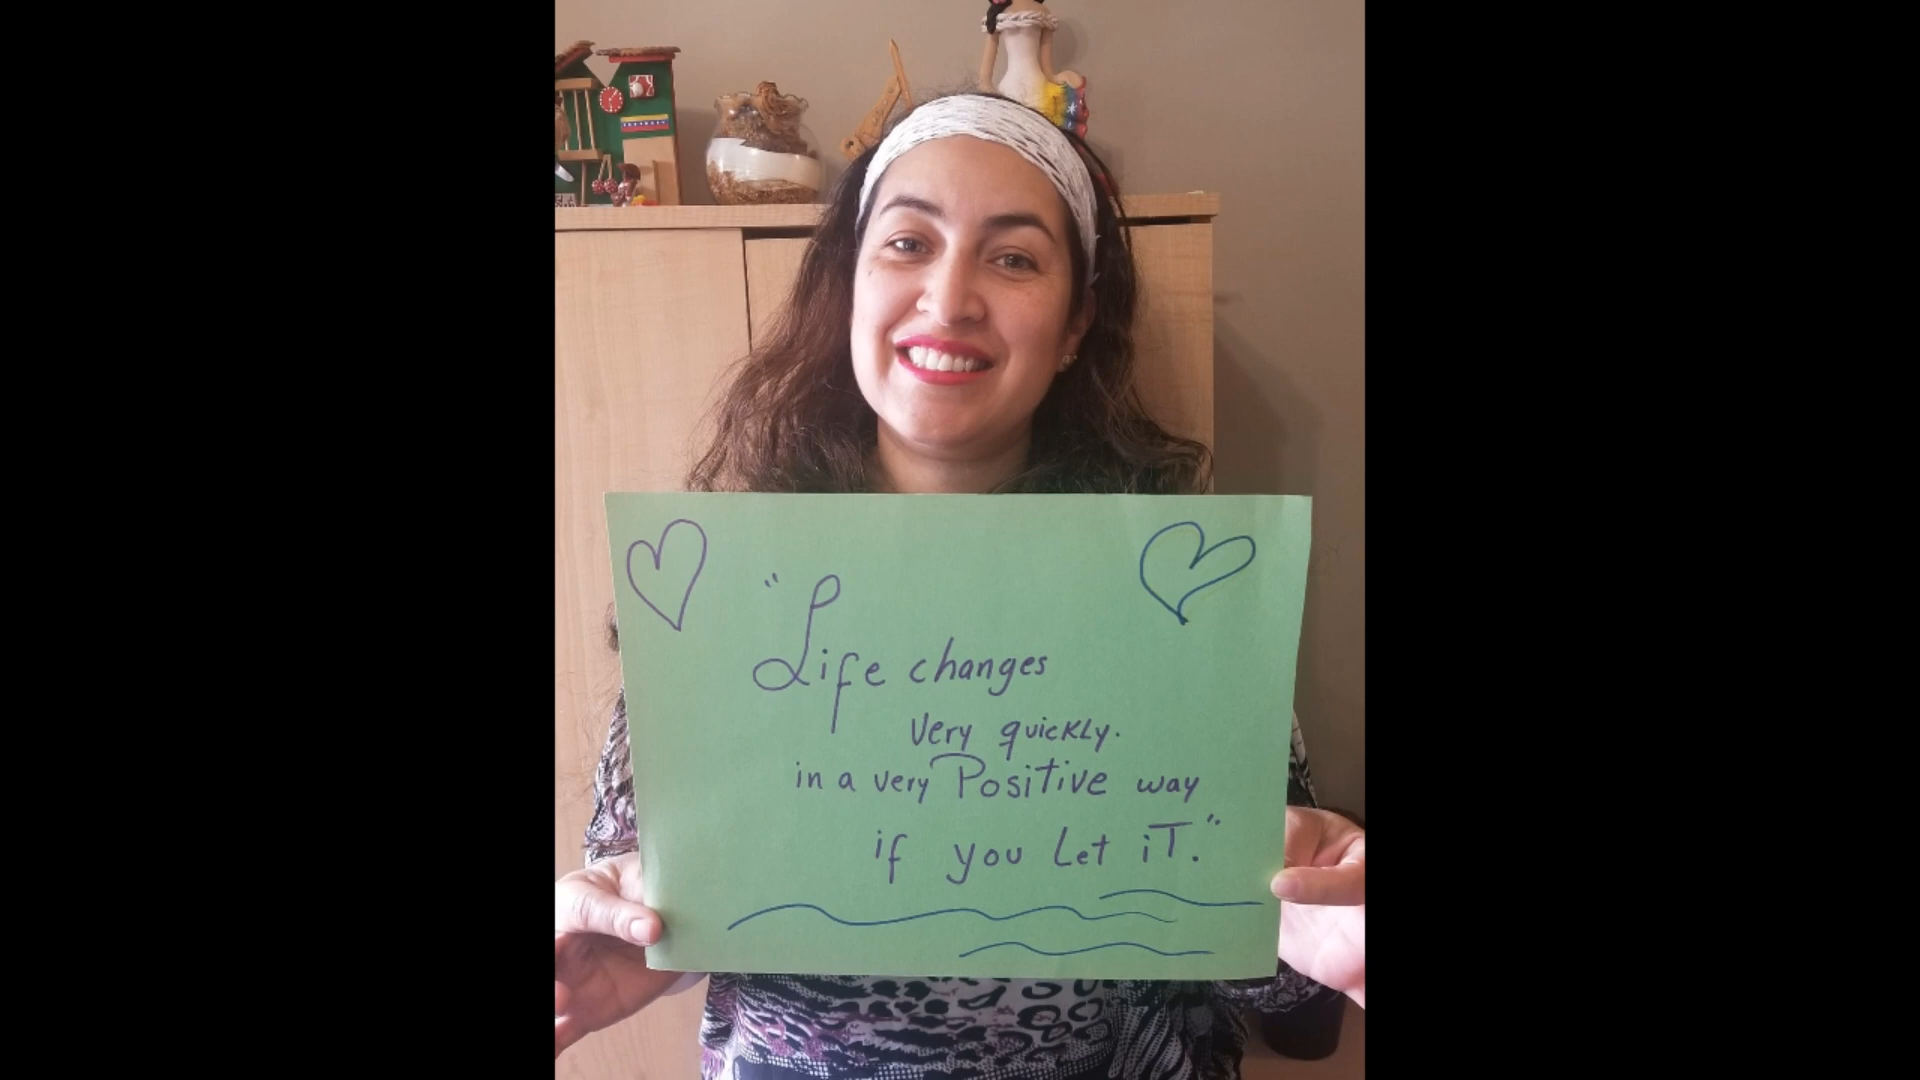 "Life changes
Very quickly.
in a very Positive way
if you Let iT."